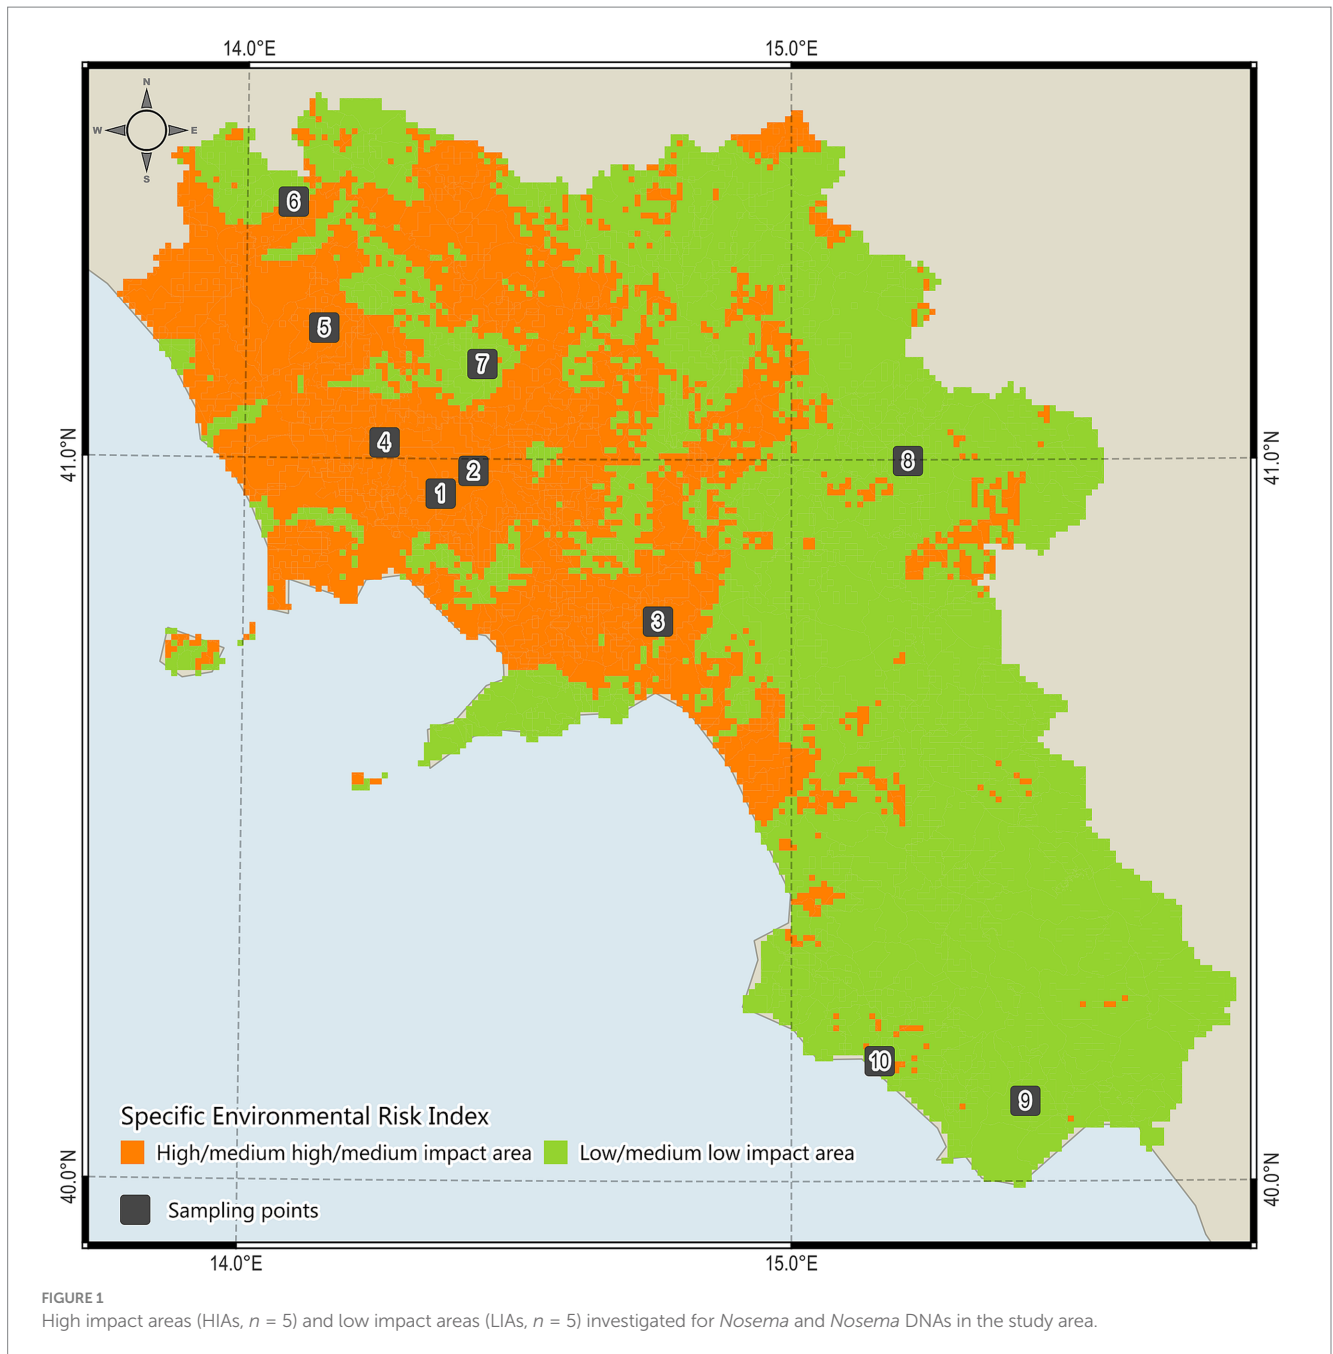 14.0°E 15.0°E
N
W E
S
6
5
7
4
41.0°N 41.0°N
8
2
1
3
10
9
Specific Environmental Risk Index
High/medium high/medium impact area Low/medium low impact area
40.0°N 40.0°N
Sampling points
14.0°E 15.0°E
FIGURE 1
High impact areas (HIAs, n = 5) and low impact areas (LIAs, n = 5) investigated for Nosema and Nosema DNAs in the study area.